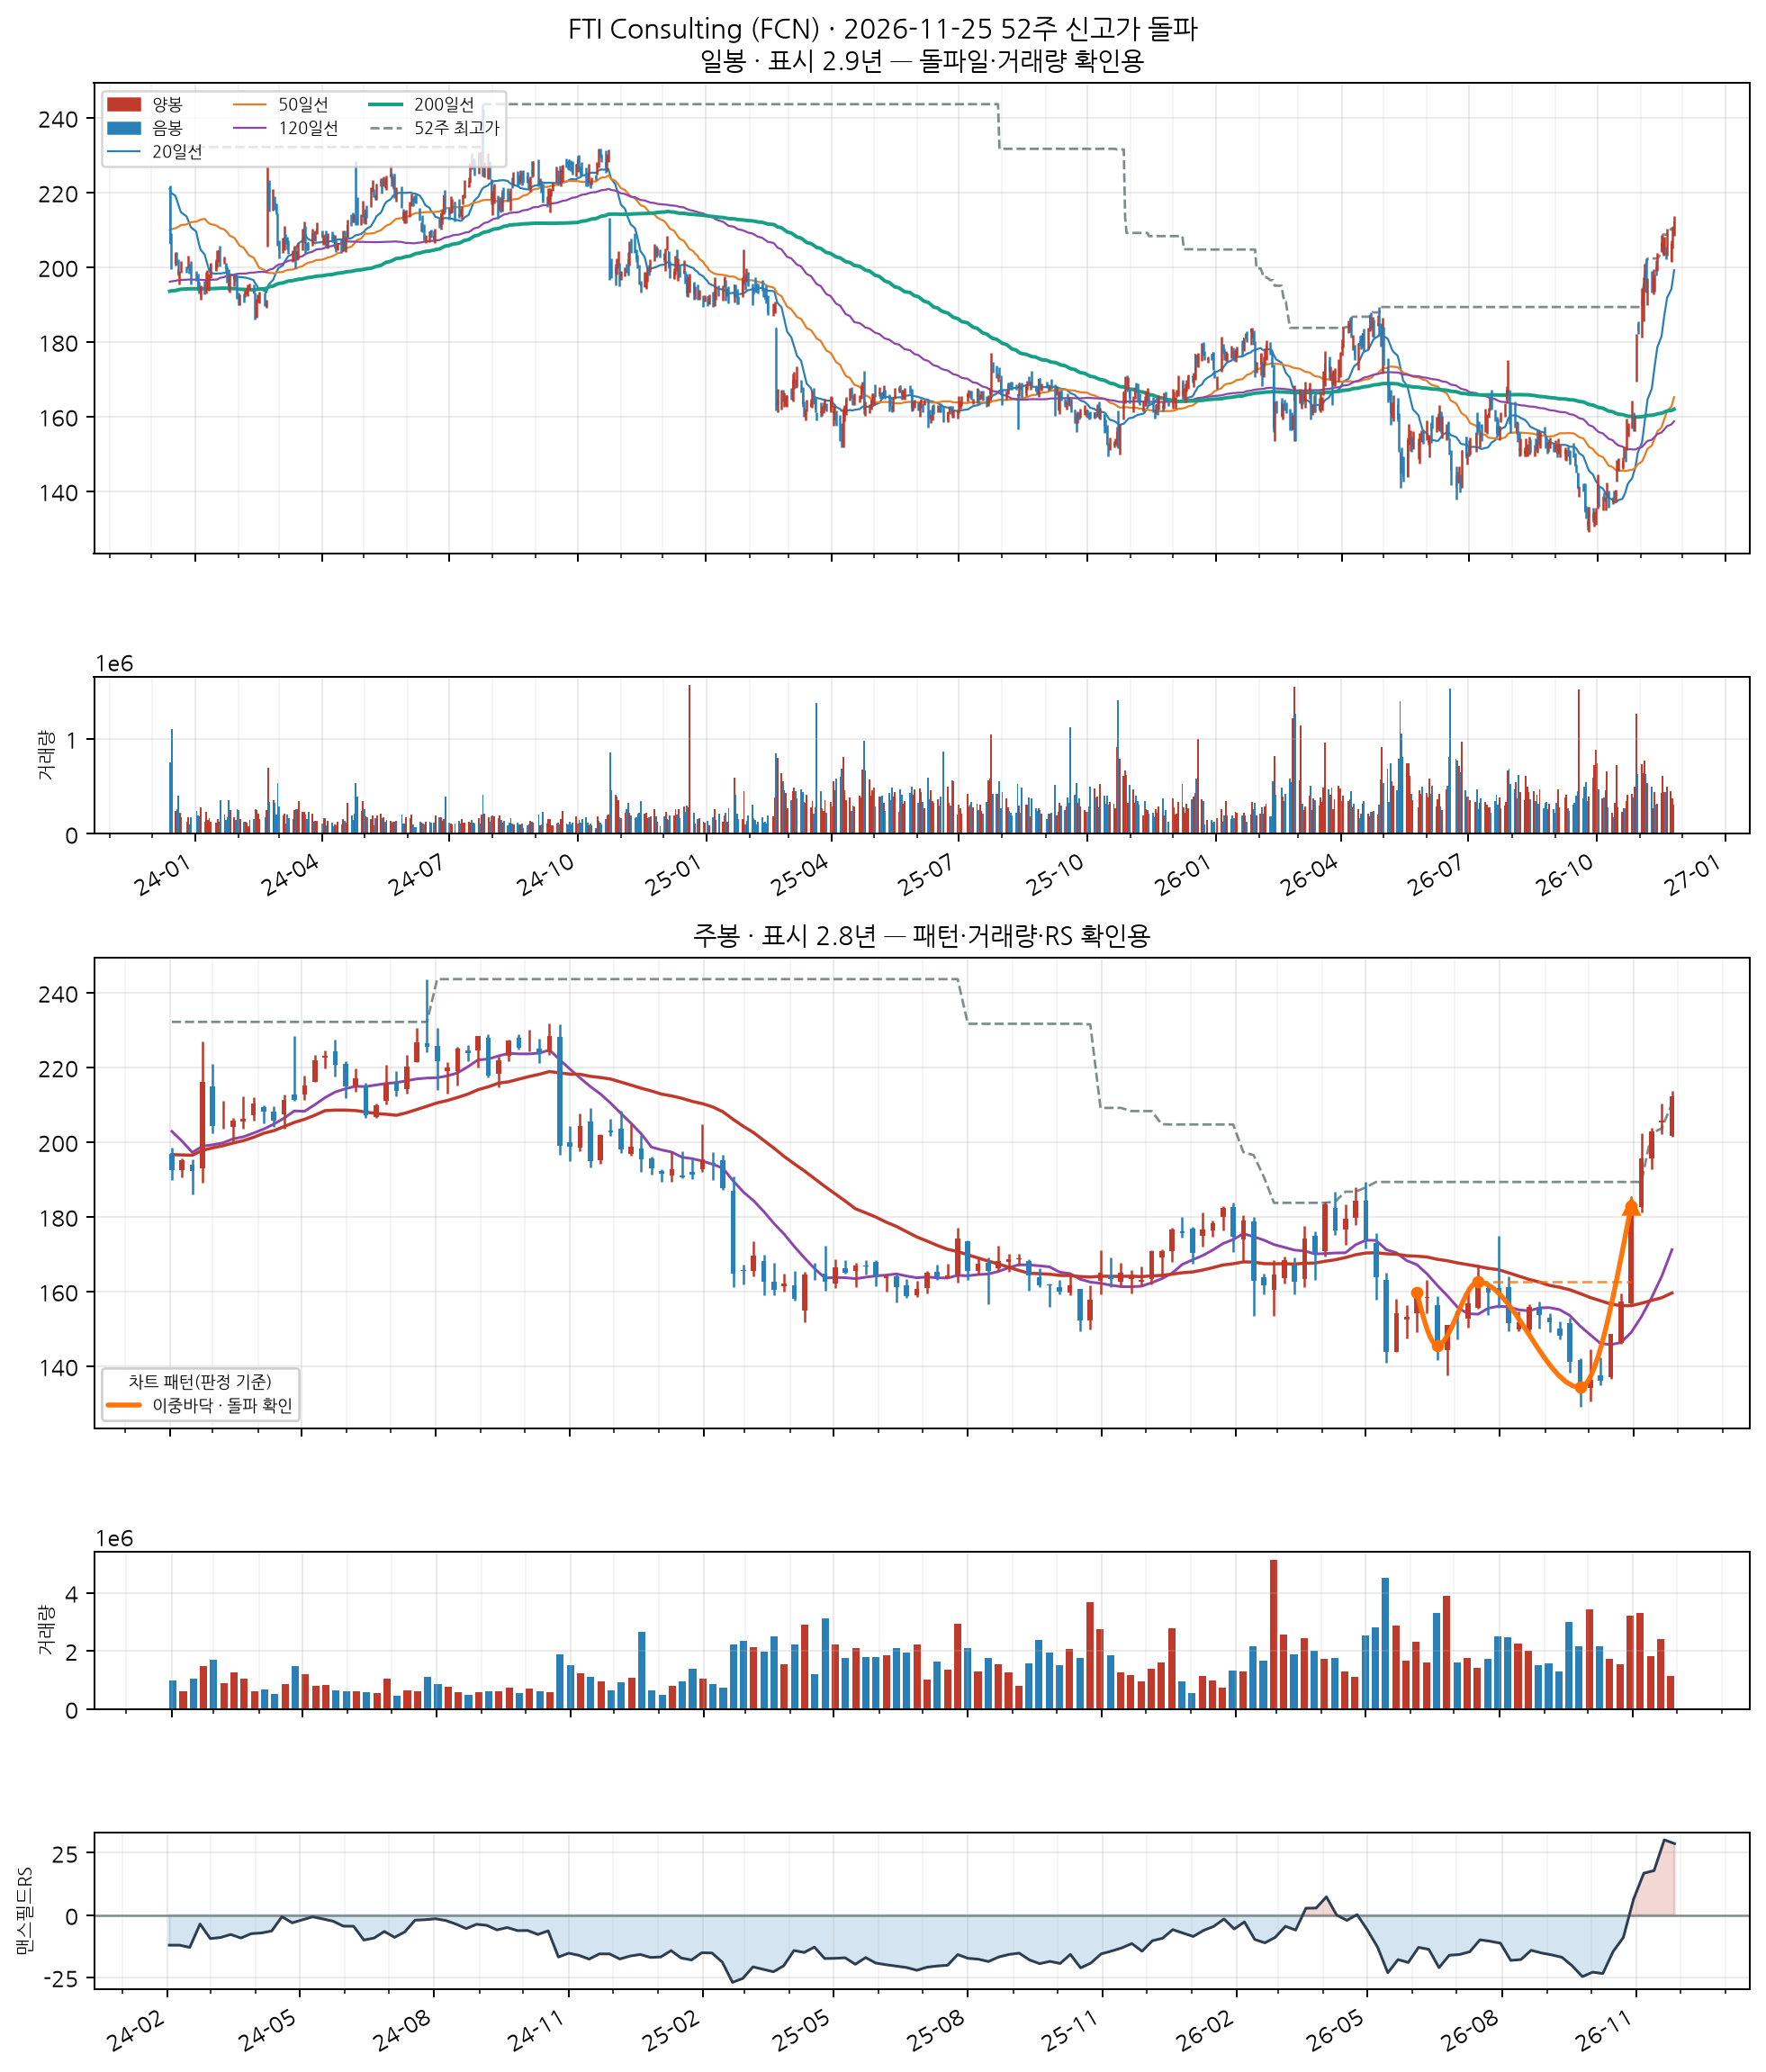 FTI Consulting (FCN) · 2026-11-25 52주 신고가 돌파
일봉 · 표시 2.9년 — 돌파일·거래량 확인용
양봉
음봉
20일선
50일선
120일선
200일선
52주 최고가
240
220
200
180
160
140
1e6
거래량
1
0
24-01
24-04
24-07
24-10
25-01
25-04
25-07
25-10
26-01
26-04
26-07
26-10
27-01
주봉 · 표시 2.8년 — 패턴·거래량·RS 확인용
240
220
200
180
160
140
차트 패턴(판정 기준)
이중바닥 · 돌파 확인
1e6
거래량
4
2
0
맨스필드RS
25
0
-25
24-02
24-05
24-08
24-11
25-02
25-05
25-08
25-11
26-02
26-05
26-08
26-11